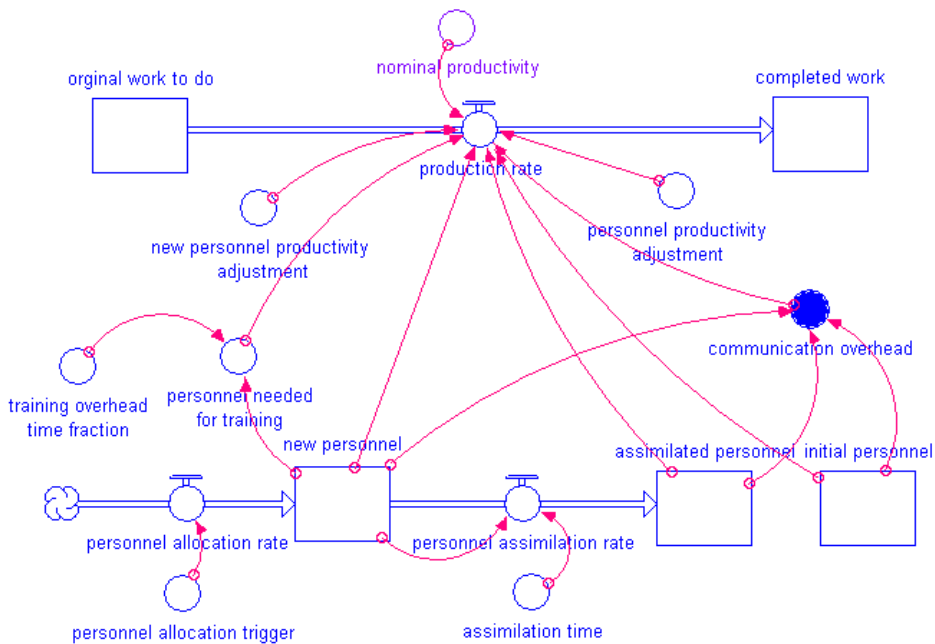 nominal productivity
orginal work to do
completed work
production rate
new personnel productivity
adjustment
personnel productivity
adjustment
communication overhead
training overhead
time fraction
personnel needed
for training
new personnel
assimilated personnel
initial personnel
personnel allocation rate
personnel assimilation rate
personnel allocation trigger
assimilation time